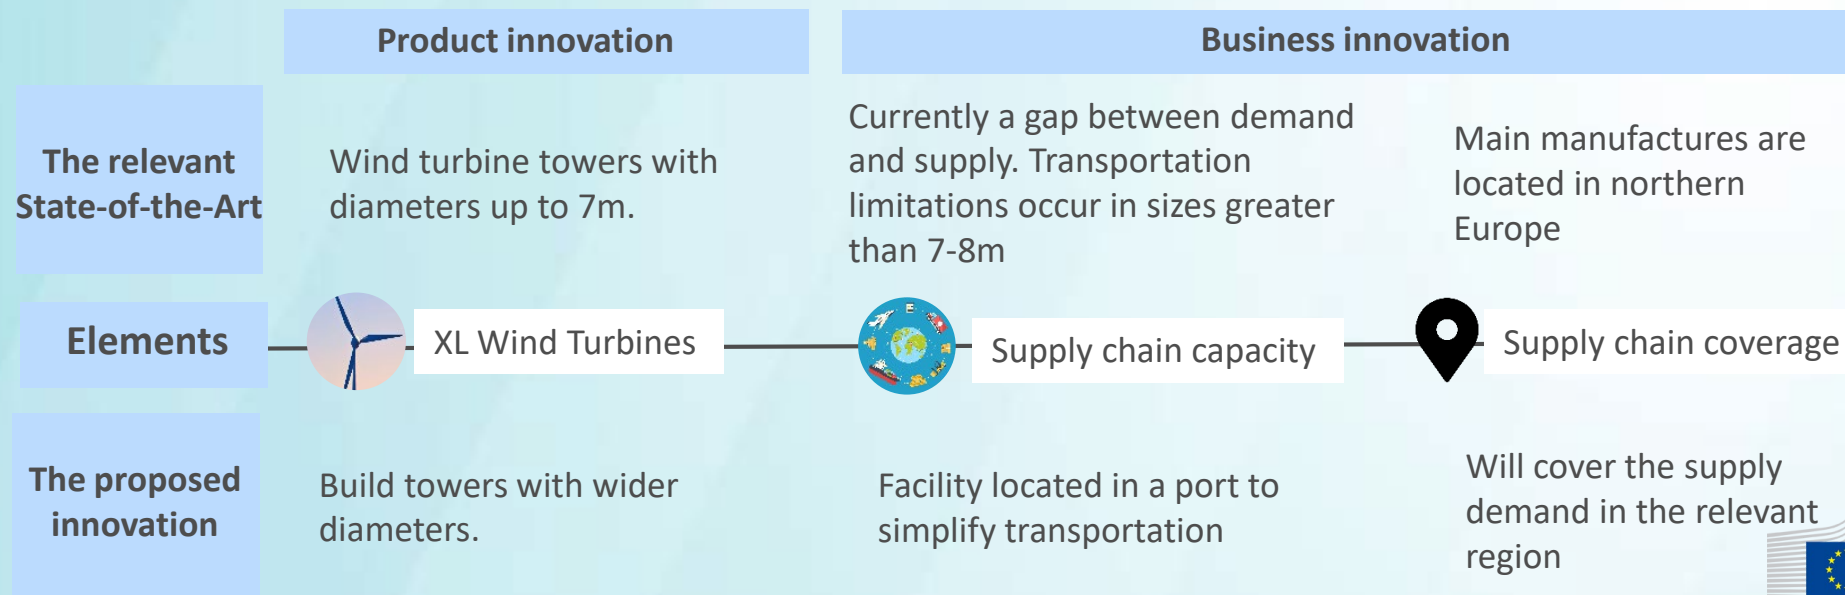 Product innovation
Business innovation
The relevant
State-of-the-Art
Wind turbine towers with
diameters up to 7m.
Currently a gap between demand
and supply. Transportation
limitations occur in sizes greater
than 7-8m
Main manufactures are
located in northern
Europe
Elements
XL Wind Turbines
Supply chain capacity
Supply chain coverage
The proposed
innovation
Build towers with wider
diameters.
Facility located in a port to
simplify transportation
Will cover the supply
demand in the relevant
region